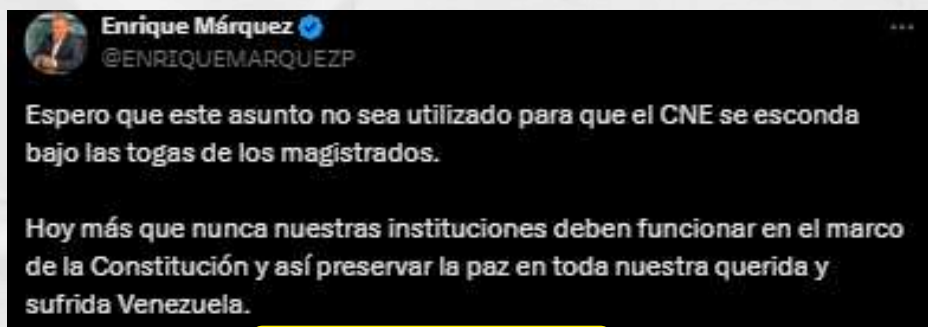 Enrique Márquez
@ENRIQUEMARQUEZP
Espero que este asunto no sea utilizado para que el CNE se esconda
bajo las togas de los magistrados.
Hoy más que nunca nuestras instituciones deben funcionar en el marco
de la Constitución y así preservar la paz en toda nuestra querida y
sufrida Venezuela.